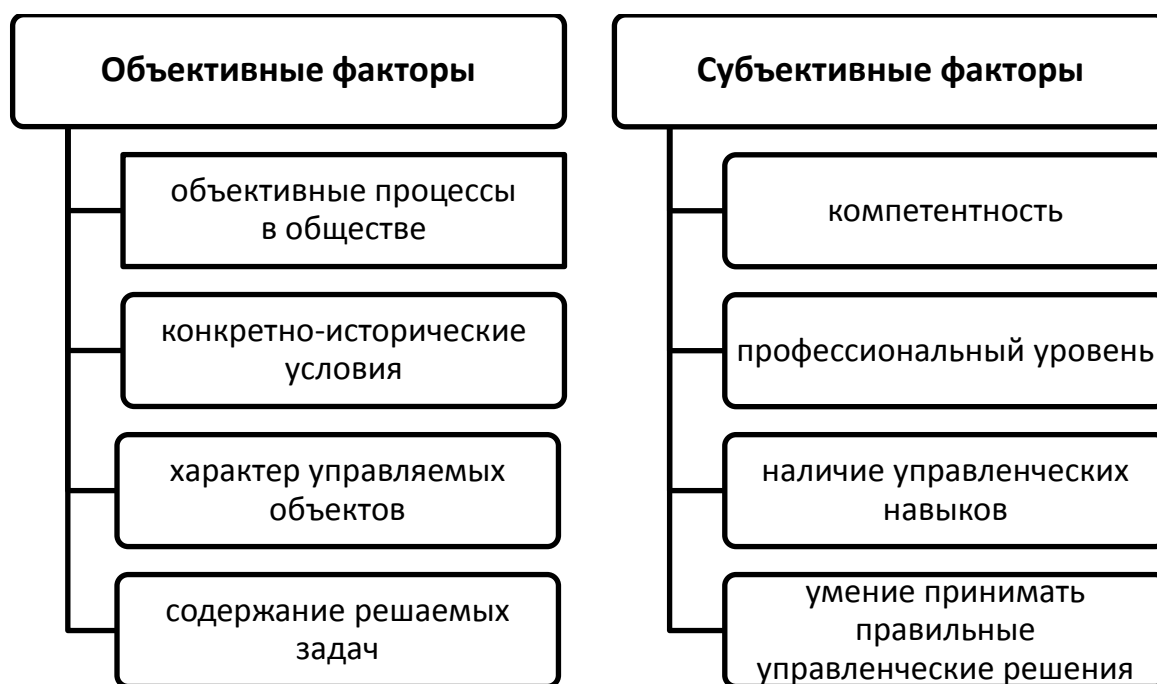 Объективные факторы
объективные процессы
в обществе
конкретно-исторические
условия
характер управляемых
объектов
содержание решаемых
задач
Субъективные факторы
компетентность
профессиональный уровень
наличие управленческих
навыков
умение принимать
правильные
управленческие решения